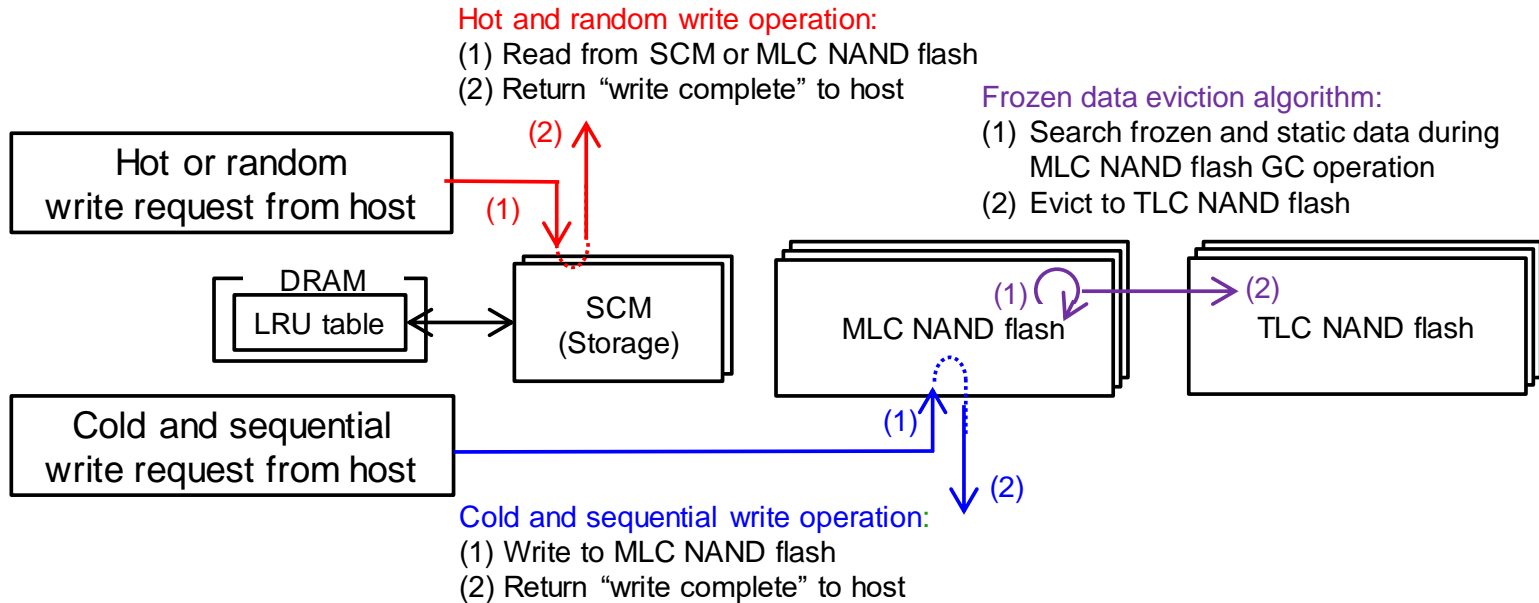 Hot and random write operation:
(1) Read from SCM or MLC NAND flash
(2) Return “write complete” to host
Frozen data eviction algorithm:
(1) Search frozen and static data during
MLC NAND flash GC operation
(2) Evict to TLC NAND flash
Hot or random
write request from host
(1)
(2)
DRAM
LRU table
SCM
(Storage)
(1)
MLC NAND flash
(2)
TLC NAND flash
Cold and sequential
write request from host
(1)
(2)
Cold and sequential write operation:
(1) Write to MLC NAND flash
(2) Return “write complete” to host